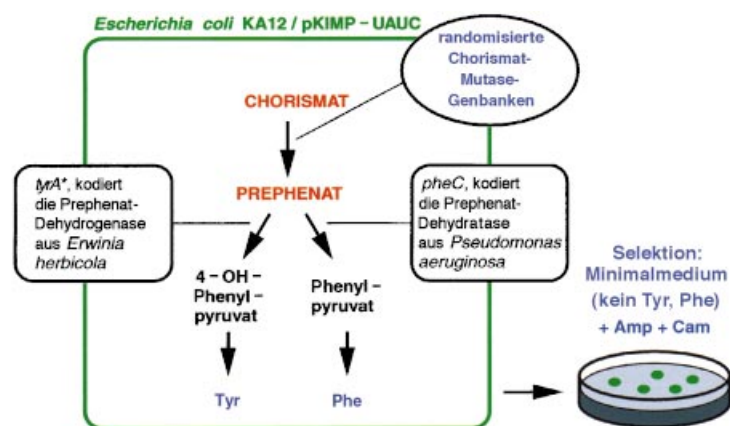 Escherichia coli KA12 / pKIMP – UAUC
randomisierte
Chorismat-
Mutase-
Genbanken
CHORISMAT
tyrA*, kodiert
die Prephenat-
Dehydrogenase
aus Erwinia
herbicola
PREPHENAT
pheC, kodiert
die Prephenat-
Dehydratase
aus Pseudomonas
aeruginosa
4 – OH –
Phenyl –
pyruvat
Phenyl –
pyruvat
Tyr
Phe
Selektion:
Minimalmedium
(kein Tyr, Phe)
+ Amp + Cam